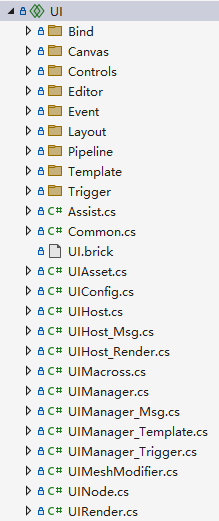 UI
Bind
Canvas
Controls
Editor
Event
Layout
Pipeline
Template
Trigger
C# Assist.cs
C# Common.cs
UI.brick
C# UIAsset.cs
C# UIConfig.cs
C# UIHost.cs
C# UIHost_Msg.cs
C# UIHost_Render.cs
C# UIMacross.cs
C# UIManager.cs
C# UIManager_Msg.cs
C# UIManager_Template.cs
C# UIManager_Trigger.cs
C# UIMeshModifier.cs
C# UINode.cs
C# UIRender.cs